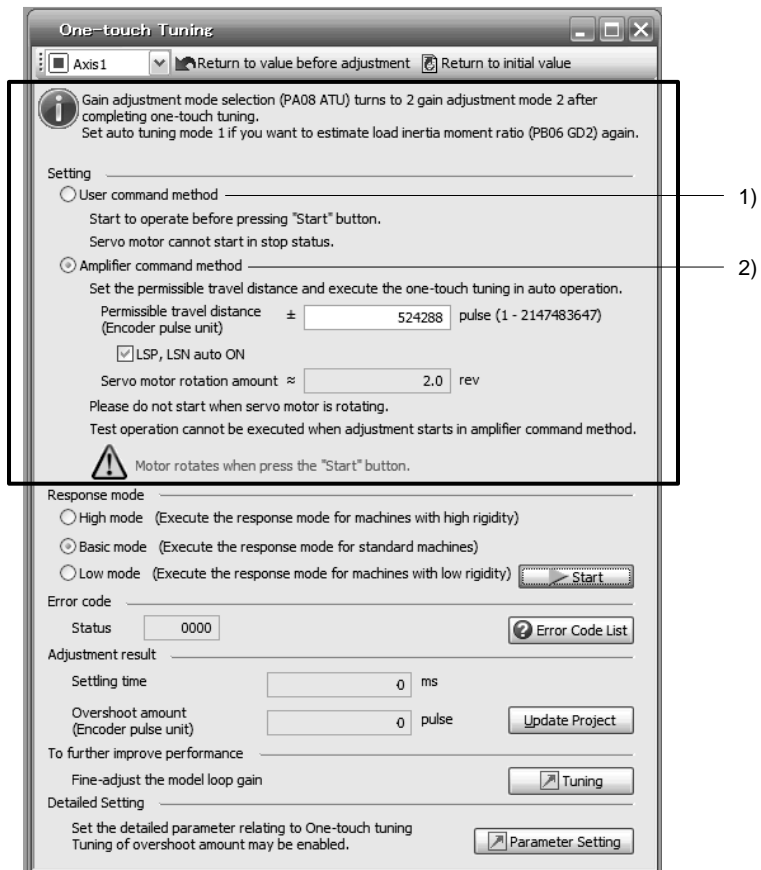 One-touch Tuning
Axis1 Return to value before adjustment Return to initial value
Gain adjustment mode selection (PA08 ATU) turns to 2 gain adjustment mode 2 after
completing one-touch tuning.
Set auto tuning mode 1 if you want to estimate load inertia moment ratio (PB06 GD2) again.
Setting
User command method 1)
Start to operate before pressing "Start" button.
Servo motor cannot start in stop status.
Amplifier command method 2)
Set the permissible travel distance and execute the one-touch tuning in auto operation.
Permissible travel distance
(Encoder pulse unit) ± 524288 pulse (1 - 2147483647)
LSP, LSN auto ON
Servo motor rotation amount ≈ 2.0 rev
Please do not start when servo motor is rotating.
Test operation cannot be executed when adjustment starts in amplifier command method.
Motor rotates when press the "Start" button.
Response mode
High mode (Execute the response mode for machines with high rigidity)
Basic mode (Execute the response mode for standard machines)
Low mode (Execute the response mode for machines with low rigidity) Start
Error code
Status 0000 Error Code List
Adjustment result
Settling time 0 ms
Overshoot amount
(Encoder pulse unit) 0 pulse Update Project
To further improve performance
Fine-adjust the model loop gain Tuning
Detailed Setting
Set the detailed parameter relating to One-touch tuning
Tuning of overshoot amount may be enabled. Parameter Setting